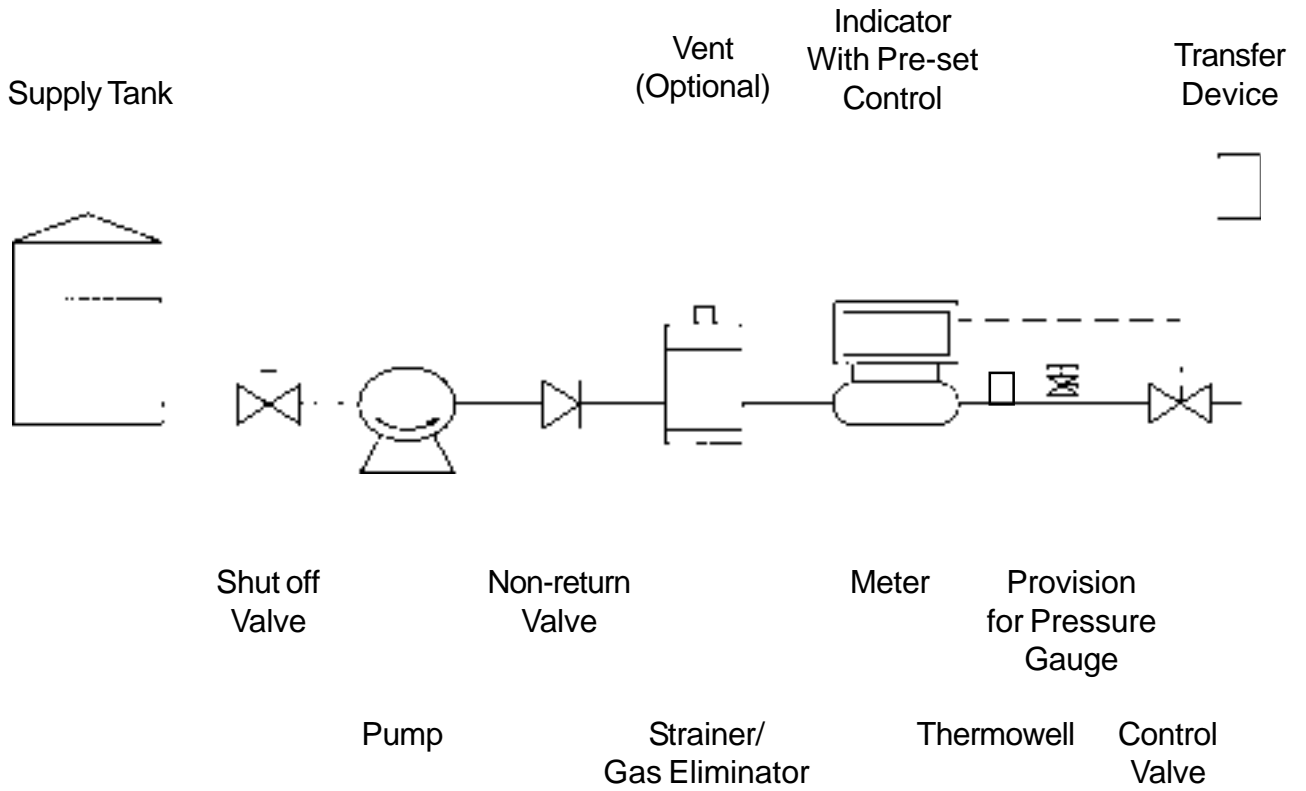 Supply Tank
Vent
(Optional)
Indicator
With Pre-set
Control
Transfer
Device
Shut off
Valve
Non-return
Valve
Meter
Provision
for Pressure
Gauge
Pump
Strainer/
Gas Eliminator
Thermowell
Control
Valve